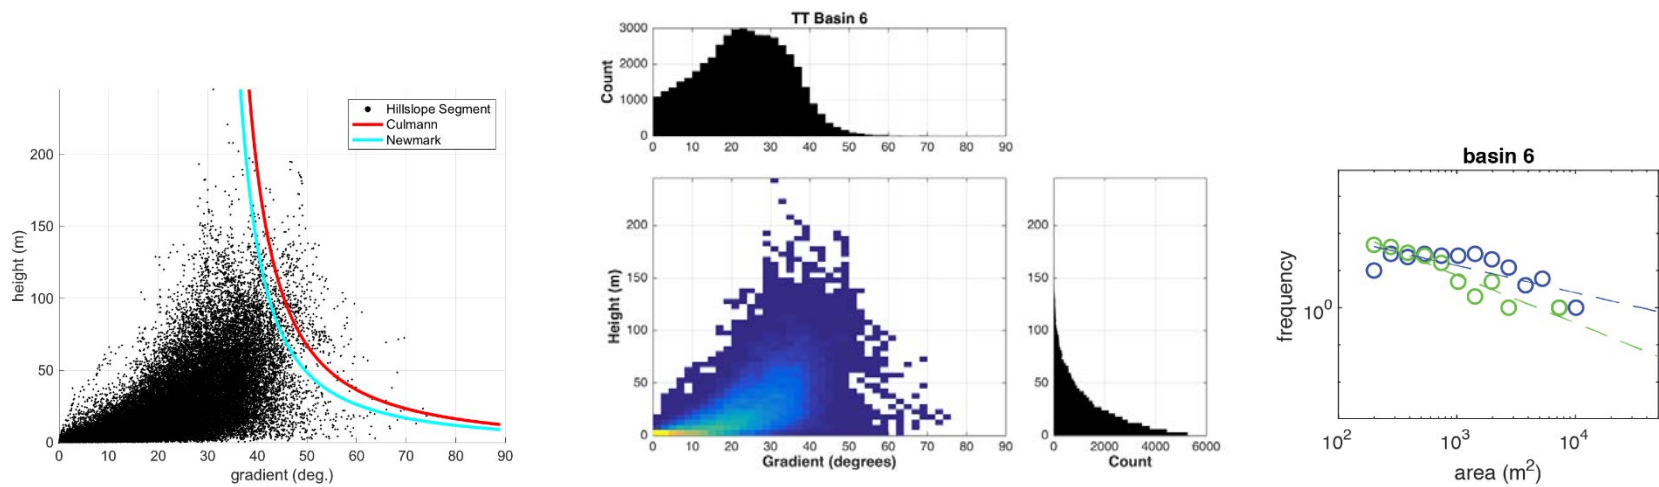 Hillslope Segment
Culmann
Newmark
200
150
100
50
0
height (m)
0 10 20 30 40 50 60 70 80 90
gradient (deg.)
TT Basin 6
3000
2000
1000
0
Count
0 10 20 30 40 50 60 70 80 90
200
150
100
50
0
Height (m)
0 10 20 30 40 50 60 70 80 90
Gradient (degrees)
200
150
100
50
0
0 2000 4000 6000
Count
basin 6
10⁰
frequency
10² 10³ 10⁴
area (m²)